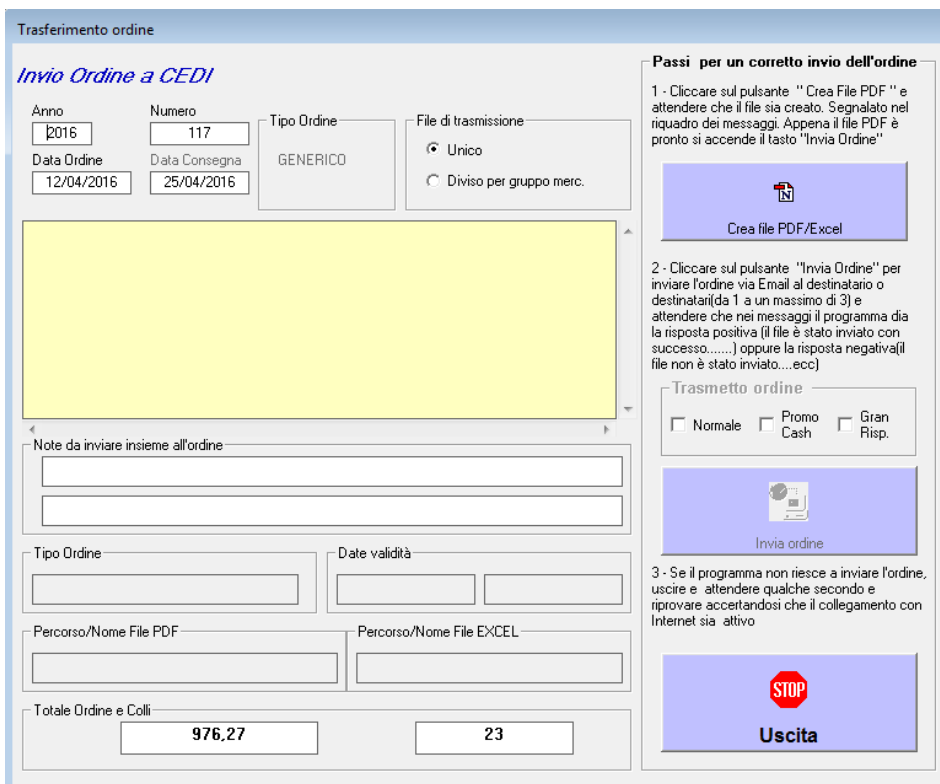 Trasferimento ordine
Invio Ordine a CEDI
Anno
Numero
2016
117
Data Ordine
Data Consegna
12/04/2016
25/04/2016
Tipo Ordine
GENERICO
File di trasmissione
Unico
Diviso per gruppo merc.
Note da inviare insieme all'ordine
Tipo Ordine
Date validità
Percorso/Nome File PDF
Percorso/Nome File EXCEL
Totale Ordine e Colli
976,27
23
Passi per un corretto invio dell'ordine
1 - Cliccare sul pulsante " Crea File PDF " e
attendere che il file sia creato. Segnalato nel
riquadro dei messaggi. Appena il file PDF è
pronto si accende il tasto "Invia Ordine"
N
Crea file PDF/Excel
2 - Cliccare sul pulsante "Invia Ordine" per
inviare l'ordine via Email al destinatario o
destinatari(da 1 a un massimo di 3) e
attendere che nei messaggi il programma dia
la risposta positiva (il file è stato inviato con
successo.......) oppure la risposta negativa(il
file non è stato inviato....ecc)
Trasmetto ordine
Normale
Promo
Cash
Gran
Risp.
Invia ordine
3 - Se il programma non riesce a inviare l'ordine,
uscire e attendere qualche secondo e
riprovare accertandosi che il collegamento con
Internet sia attivo
STOP
Uscita